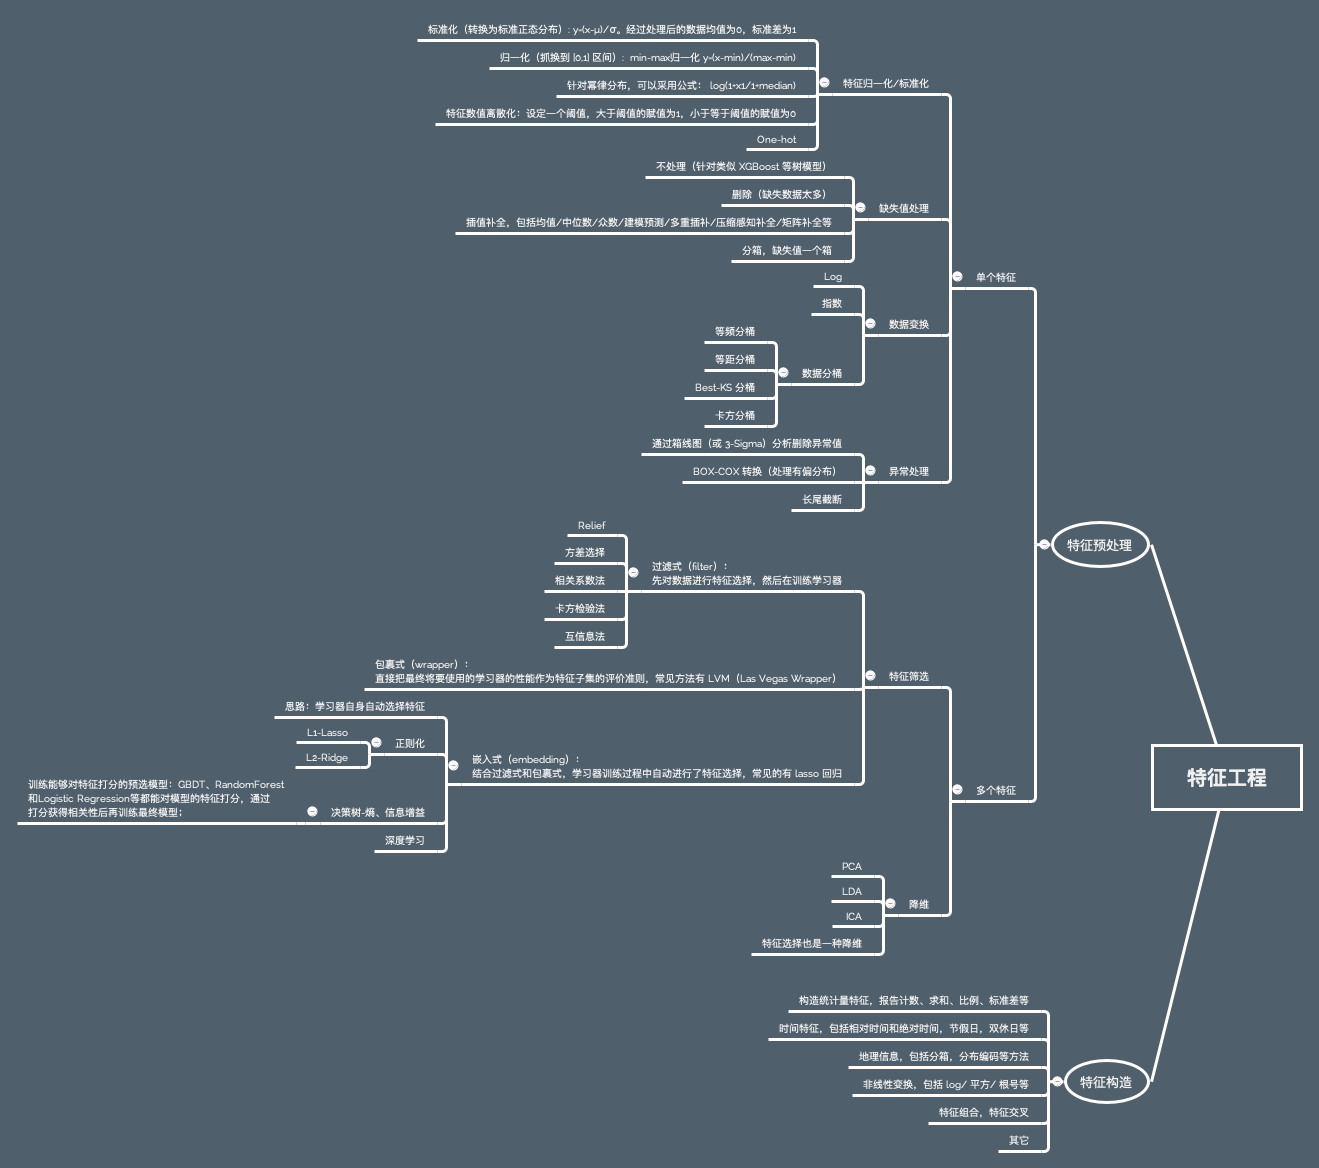 标准化（转换为标准正态分布）: y=(x-μ)/σ。经过处理后的数据均值为0，标准差为1
归一化（抓换到 [0,1] 区间）： min-max归一化 y=(x-min)/(max-min)
针对幂律分布，可以采用公式： log(1+x1/1+median)
特征数值离散化：设定一个阈值，大于阈值的赋值为1，小于等于阈值的赋值为0
One-hot
特征归一化/标准化
不处理（针对类似 XGBoost 等树模型）
删除（缺失数据太多）
插值补全，包括均值/中位数/众数/建模预测/多重插补/压缩感知补全/矩阵补全等
分箱，缺失值一个箱
缺失值处理
Log
指数
等频分桶
等距分桶
Best-KS 分桶
卡方分桶
数据分桶
数据变换
通过箱线图（或 3-Sigma）分析删除异常值
BOX-COX 转换（处理有偏分布）
长尾截断
异常处理
单个特征
Relief
方差选择
相关系数法
卡方检验法
互信息法
过滤式（filter）：
先对数据进行特征选择，然后在训练学习器
包裹式（wrapper）：
直接把最终将要使用的学习器的性能作为特征子集的评价准则，常见方法有 LVM（Las Vegas Wrapper）
思路：学习器自身自动选择特征
L1-Lasso
L2-Ridge
正则化
训练能够对特征打分的预选模型：GBDT、RandomForest
和Logistic Regression等都能对模型的特征打分，通过
打分获得相关性后再训练最终模型；
决策树-熵、信息增益
深度学习
嵌入式（embedding）：
结合过滤式和包裹式，学习器训练过程中自动进行了特征选择，常见的有 lasso 回归
特征筛选
PCA
LDA
ICA
特征选择也是一种降维
降维
多个特征
特征预处理
构造统计量特征，报告计数、求和、比例、标准差等
时间特征，包括相对时间和绝对时间，节假日，双休日等
地理信息，包括分箱，分布编码等方法
非线性变换，包括 log/ 平方/ 根号等
特征组合，特征交叉
其它
特征构造
特征工程